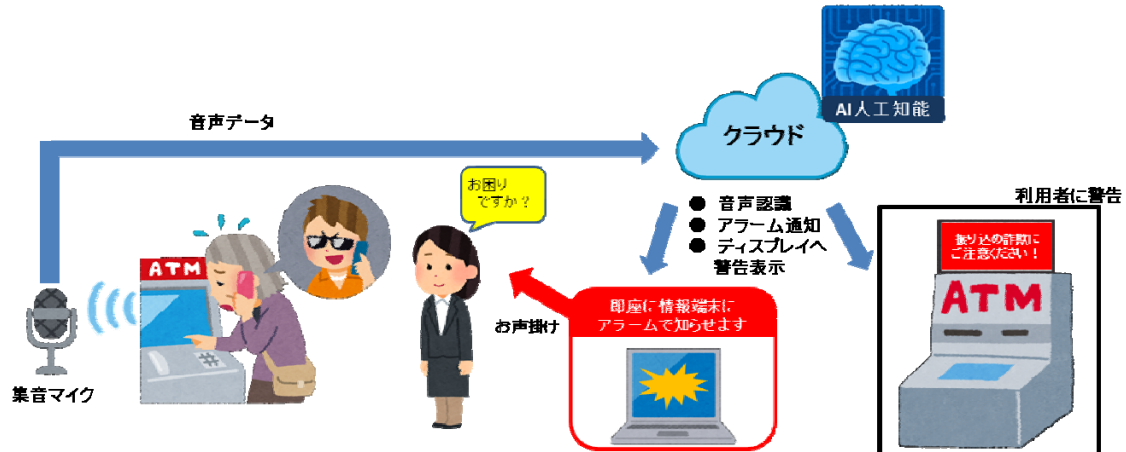 AI人工知能
音声データ
クラウド
お困り
ですか？
● 音声認識
● アラーム通知
● ディスプレイへ
警告表示
利用者に警告
振り込め詐欺に
ご注意ください！
ATM
ATM
即座に情報端末に
アラームで知らせます
お声掛け
集音マイク